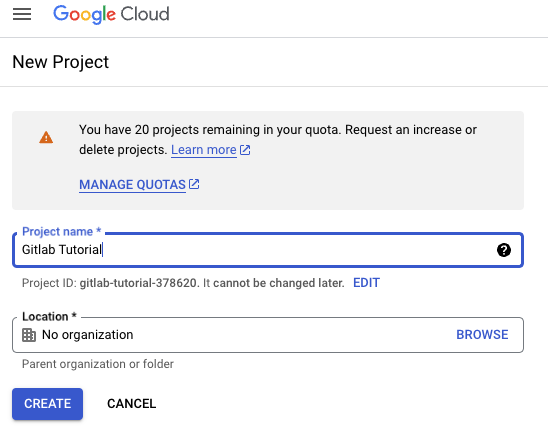 Google Cloud
New Project
You have 20 projects remaining in your quota. Request an increase or
delete projects. Learn more
MANAGE QUOTAS
Project name *
Gitlab Tutorial
Project ID: gitlab-tutorial-378620. It cannot be changed later. EDIT
Location *
No organization BROWSE
Parent organization or folder
CREATE CANCEL